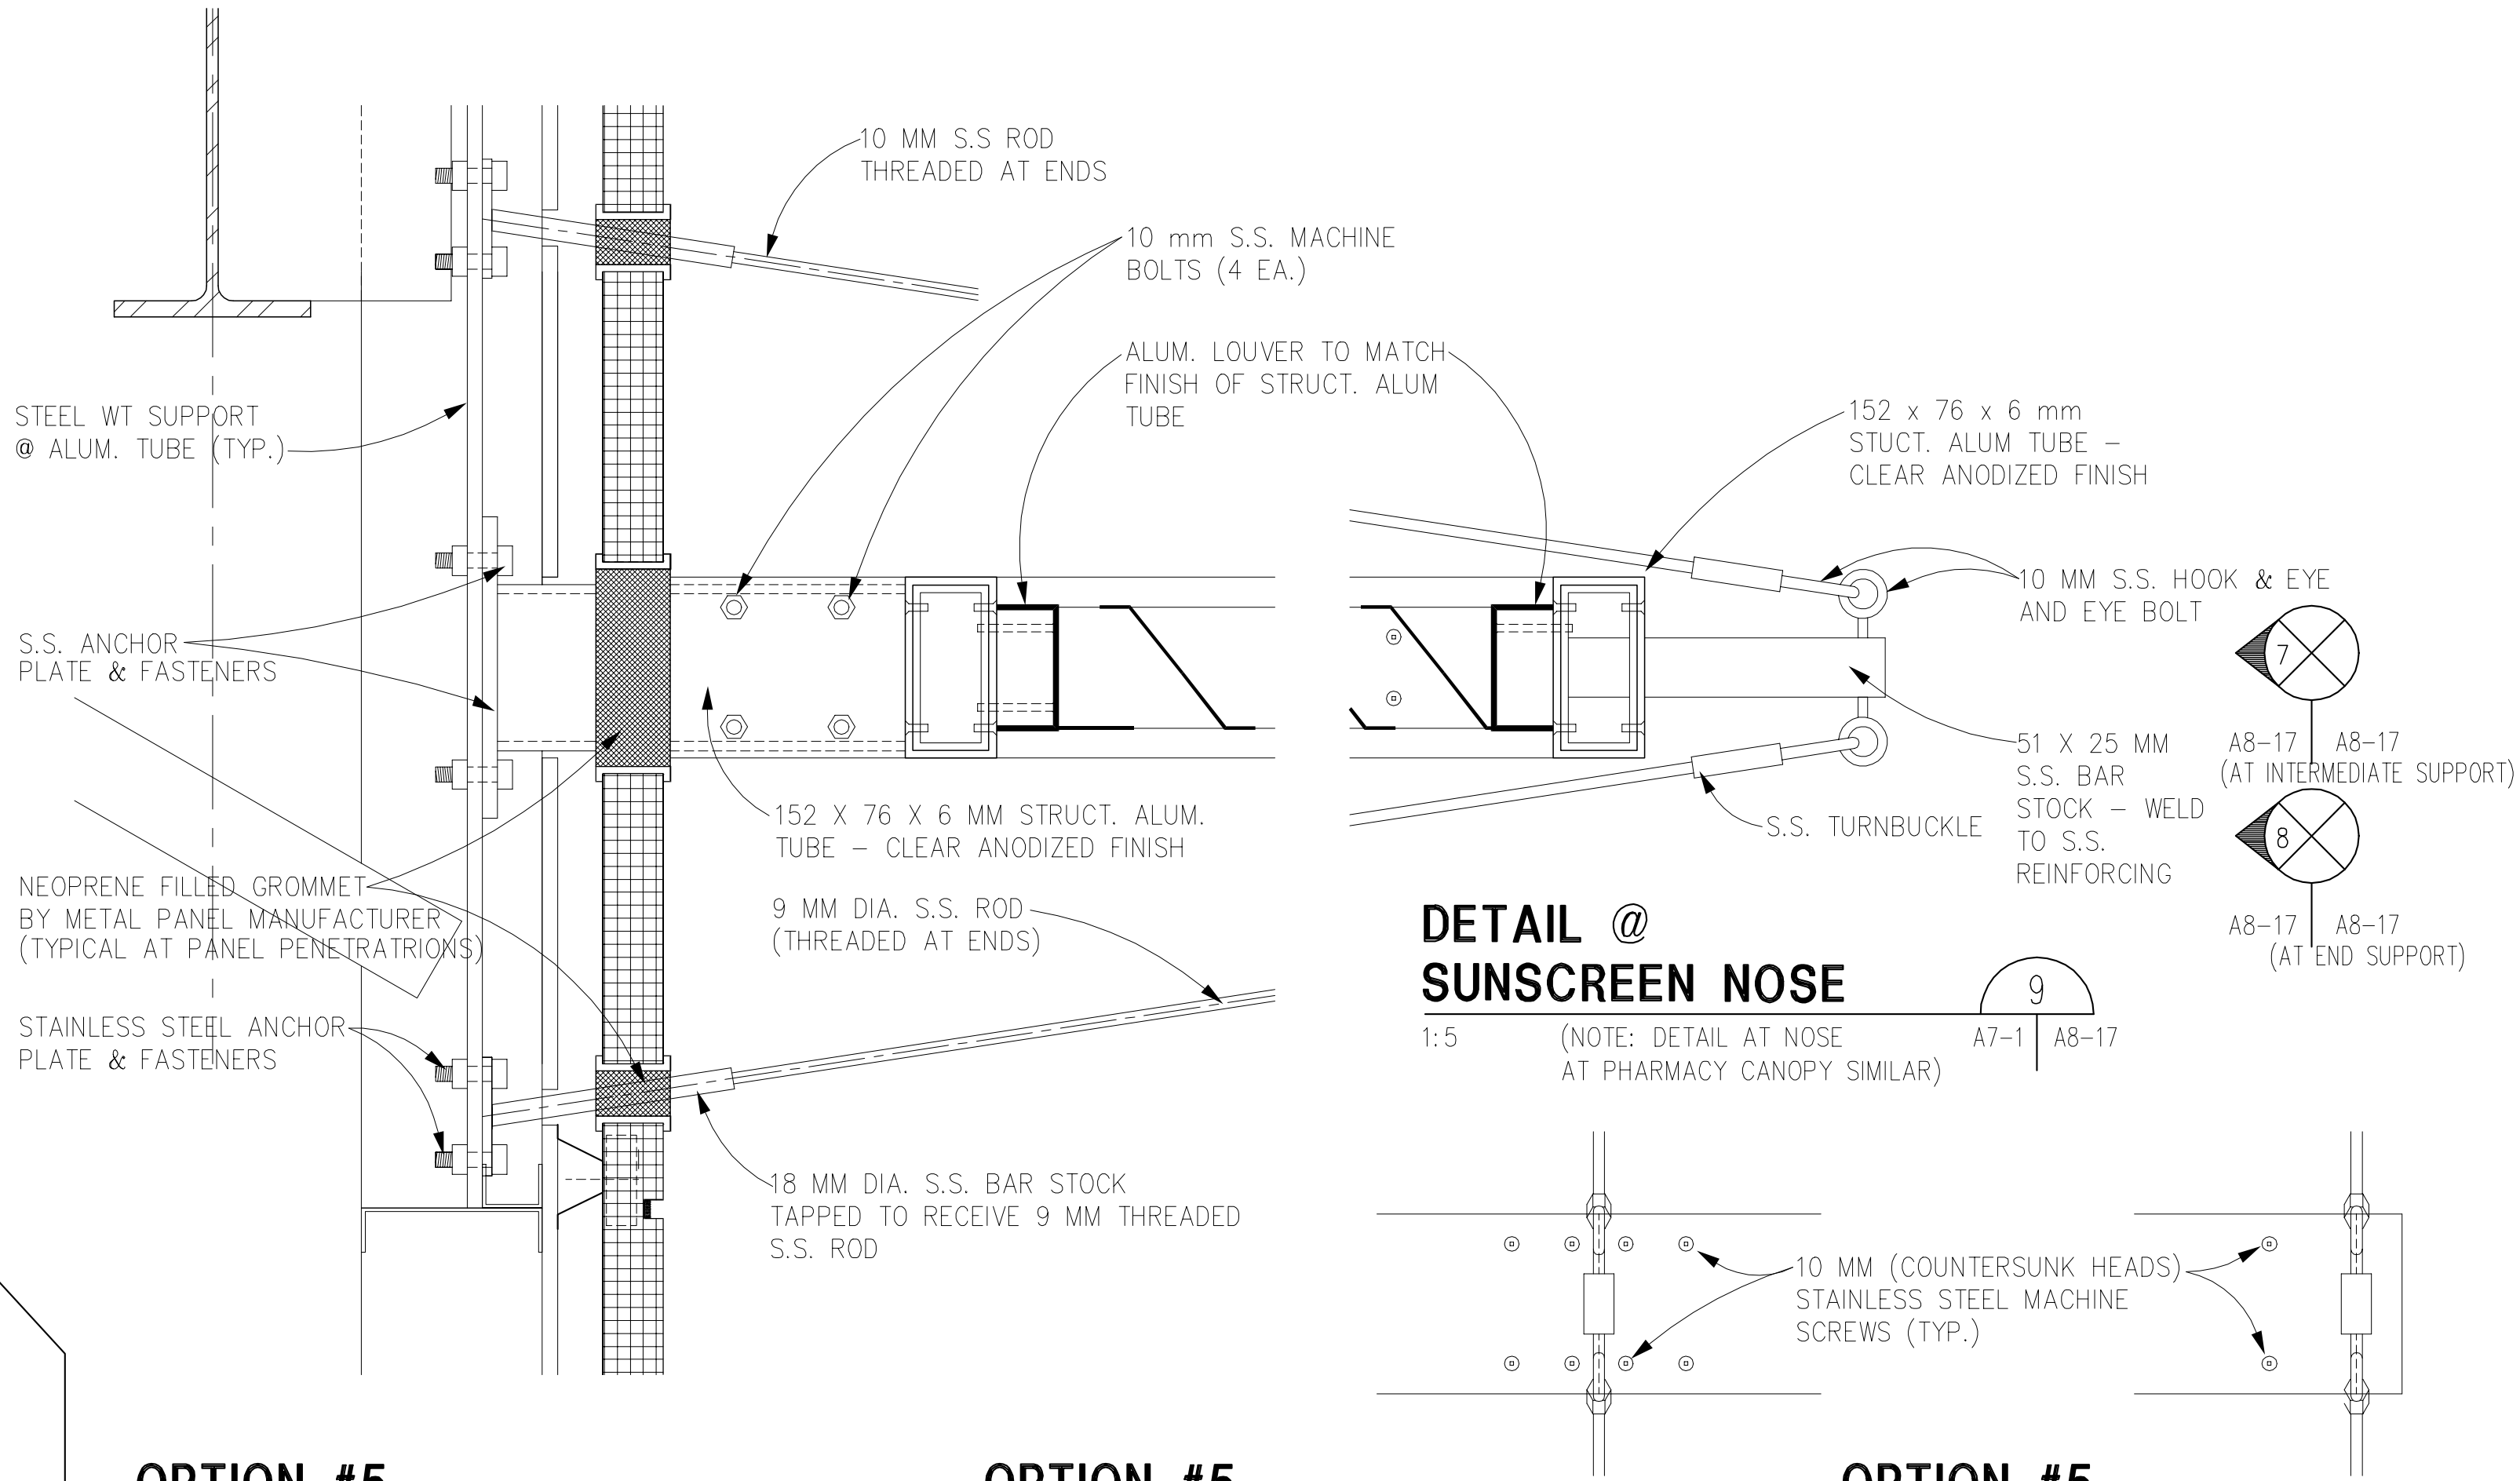 10 MM S.S ROD
THREADED AT ENDS
10 mm S.S. MACHINE
BOLTS (4 EA.)
ALUM. LOUVER TO MATCH
FINISH OF STRUCT. ALUM
TUBE
STEEL WT SUPPORT
@ ALUM. TUBE (TYP.)
152 x 76 x 6 mm
STUCT. ALUM TUBE –
CLEAR ANODIZED FINISH
10 MM S.S. HOOK & EYE
AND EYE BOLT
S.S. ANCHOR
PLATE & FASTENERS
7
A8-17 A8-17
(AT INTERMEDIATE SUPPORT)
51 X 25 MM
S.S. BAR
STOCK – WELD
TO S.S.
REINFORCING
8
A8-17 A8-17
(AT END SUPPORT)
S.S. TURNBUCKLE
152 X 76 X 6 MM STRUCT. ALUM.
TUBE – CLEAR ANODIZED FINISH
NEOPRENE FILLED GROMMET
BY METAL PANEL MANUFACTURER
(TYPICAL AT PANEL PENETRATRIONS)
9 MM DIA. S.S. ROD
(THREADED AT ENDS)
DETAIL @
SUNSCREEN NOSE
9
1:5
(NOTE: DETAIL AT NOSE
AT PHARMACY CANOPY SIMILAR)
A7-1 A8-17
STAINLESS STEEL ANCHOR
PLATE & FASTENERS
18 MM DIA. S.S. BAR STOCK
TAPPED TO RECEIVE 9 MM THREADED
S.S. ROD
10 MM (COUNTERSUNK HEADS)
STAINLESS STEEL MACHINE
SCREWS (TYP.)
OPTION #5
OPTION #5
OPTION #5